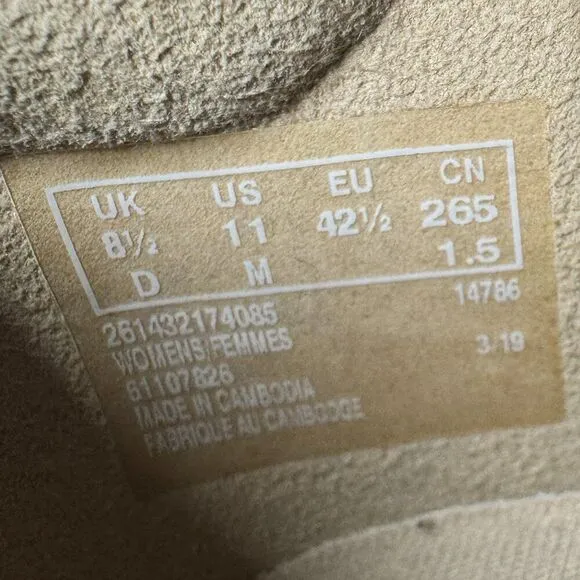 UK US EU CN
8½ 11 42½ 265
D M 1.5
261432174085 14786
WOMENS/FEMMES 3/19
61107826
MADE IN CAMBODIA
FABRIQUE AU CAMBODGE